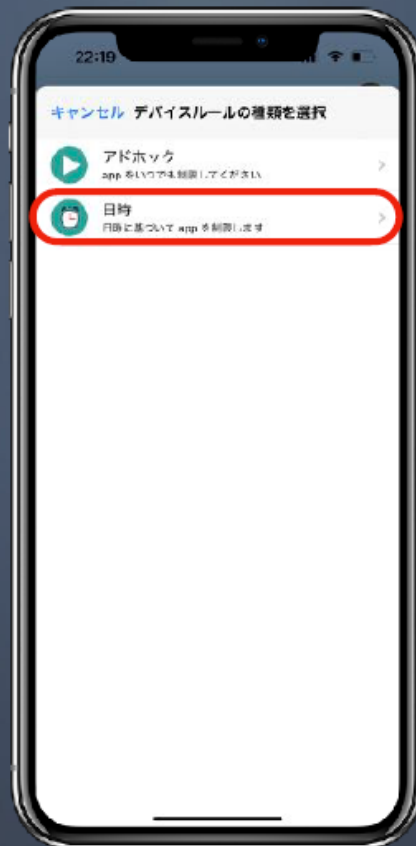 22:19
キャンセル デバイスルールの種類を選択
アドホック
app をいつでも制限してください
日時
日時に基づいて app を制限します